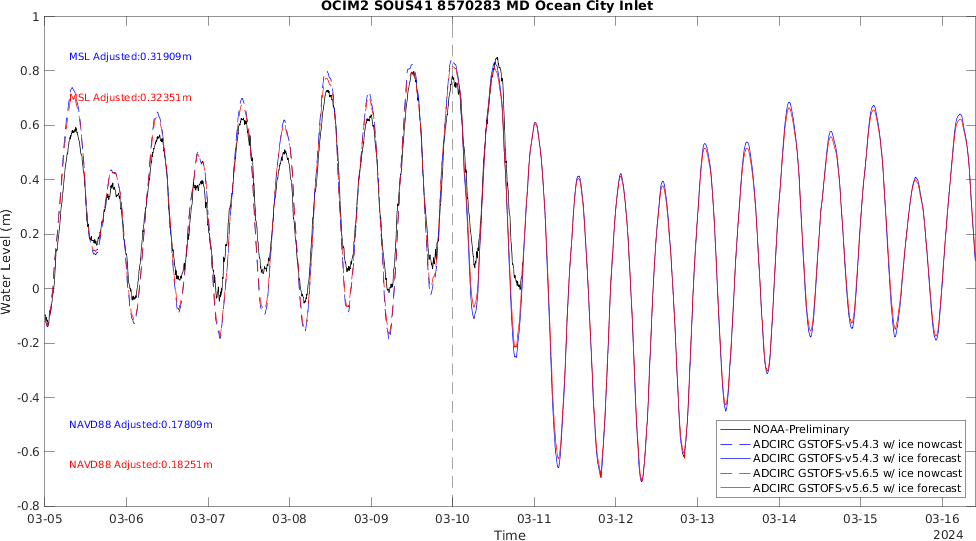 OCIM2 SOUS41 8570283 MD Ocean City Inlet
MSL Adjusted:0.31909m
MSL Adjusted:0.32351m
NAVD88 Adjusted:0.17809m
NAVD88 Adjusted:0.18251m
Water Level (m)
1
0.8
0.6
0.4
0.2
0
-0.2
-0.4
-0.6
-0.8
NOAA-Preliminary
ADCIRC GSTOFS-v5.4.3 w/ ice nowcast
ADCIRC GSTOFS-v5.4.3 w/ ice forecast
ADCIRC GSTOFS-v5.6.5 w/ ice nowcast
ADCIRC GSTOFS-v5.6.5 w/ ice forecast
03-05 03-06 03-07 03-08 03-09 03-10 03-11 03-12 03-13 03-14 03-15 03-16
Time
2024